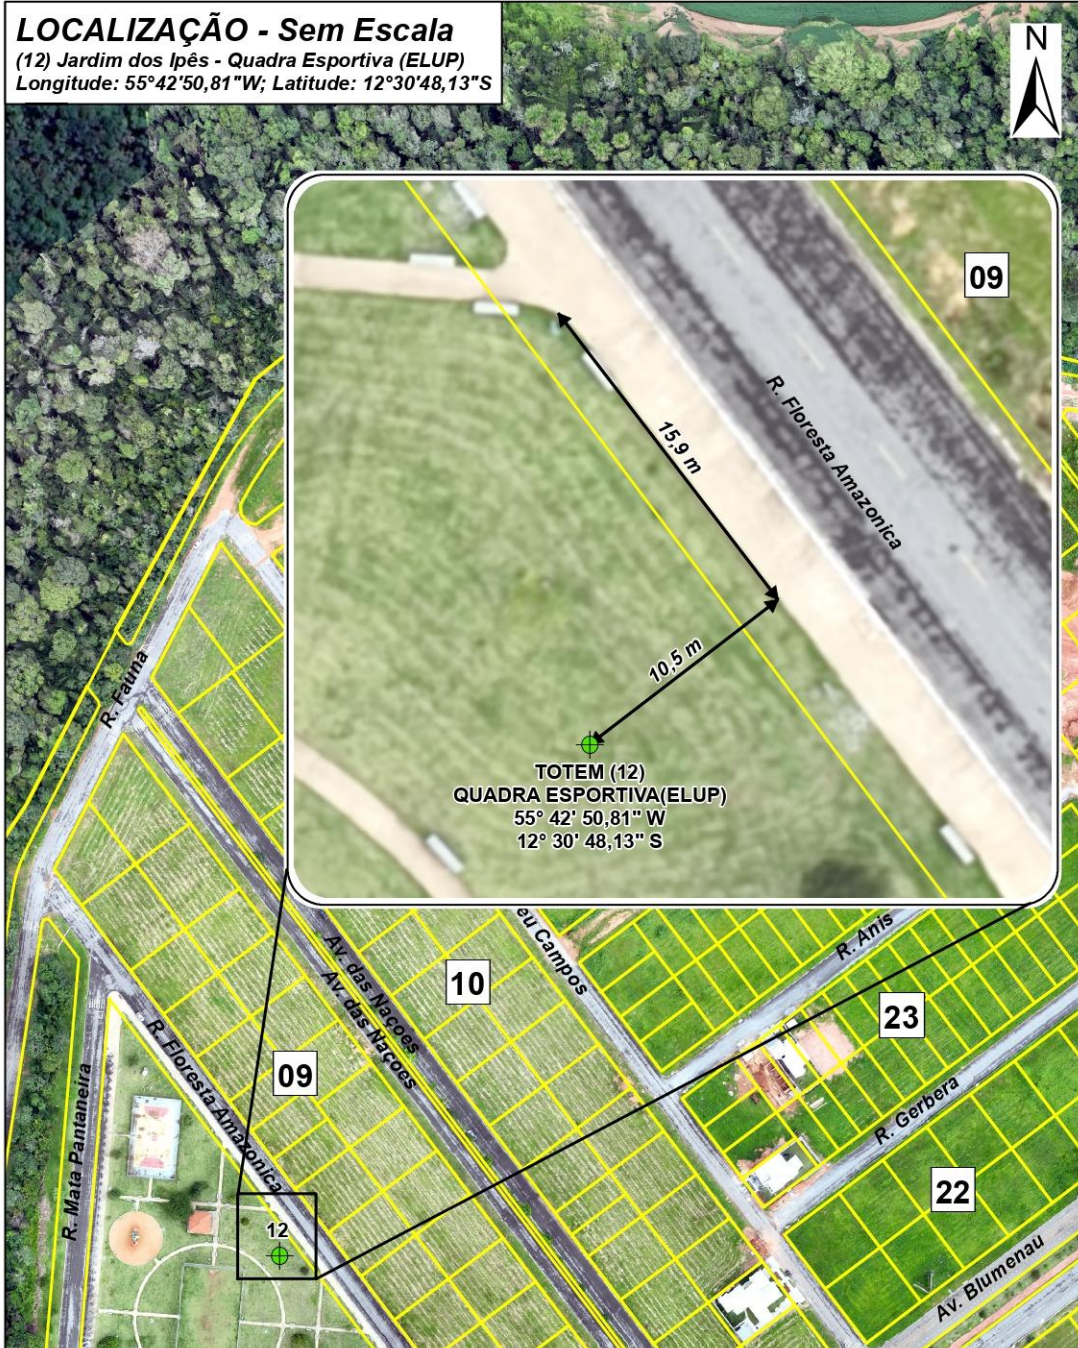 LOCALIZAÇÃO - Sem Escala
(12) Jardim dos Ipês - Quadra Esportiva (ELUP)
Longitude: 55°42'50,81"W; Latitude: 12°30'48,13"S
N
09
R. Floresta Amazonica
15,9 m
10,5 m
TOTEM (12)
QUADRA ESPORTIVA(ELUP)
55° 42' 50,81" W
12° 30' 48,13" S
R. Fauna
eu Campos
R. Anis
Av. das Naçoes
Av. das Naçoes
10
23
09
R. Floresta Amazonica
R. Mata Pantaneira
R. Gerbera
22
12
Av. Blumenau